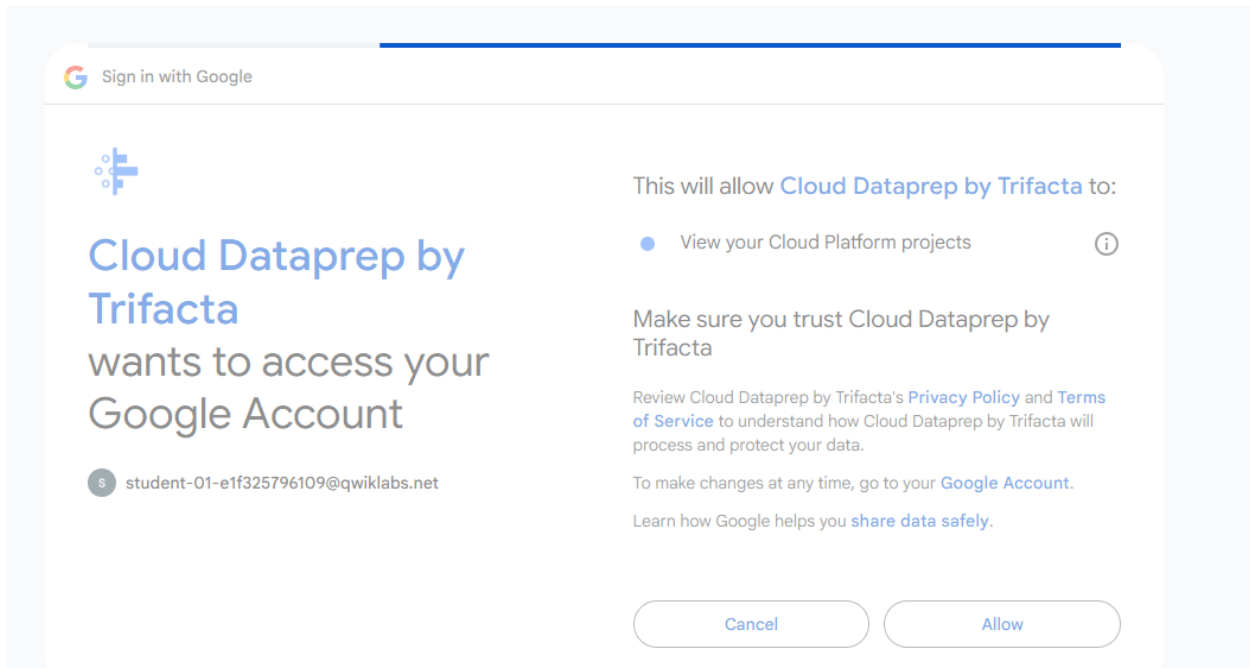 Sign in with Google
Cloud Dataprep by
Trifacta
wants to access your
Google Account
s student-01-e1f325796109@qwiklabs.net
This will allow Cloud Dataprep by Trifacta to:
View your Cloud Platform projects
Make sure you trust Cloud Dataprep by
Trifacta
Review Cloud Dataprep by Trifacta's Privacy Policy and Terms
of Service to understand how Cloud Dataprep by Trifacta will
process and protect your data.
To make changes at any time, go to your Google Account.
Learn how Google helps you share data safely.
Cancel
Allow